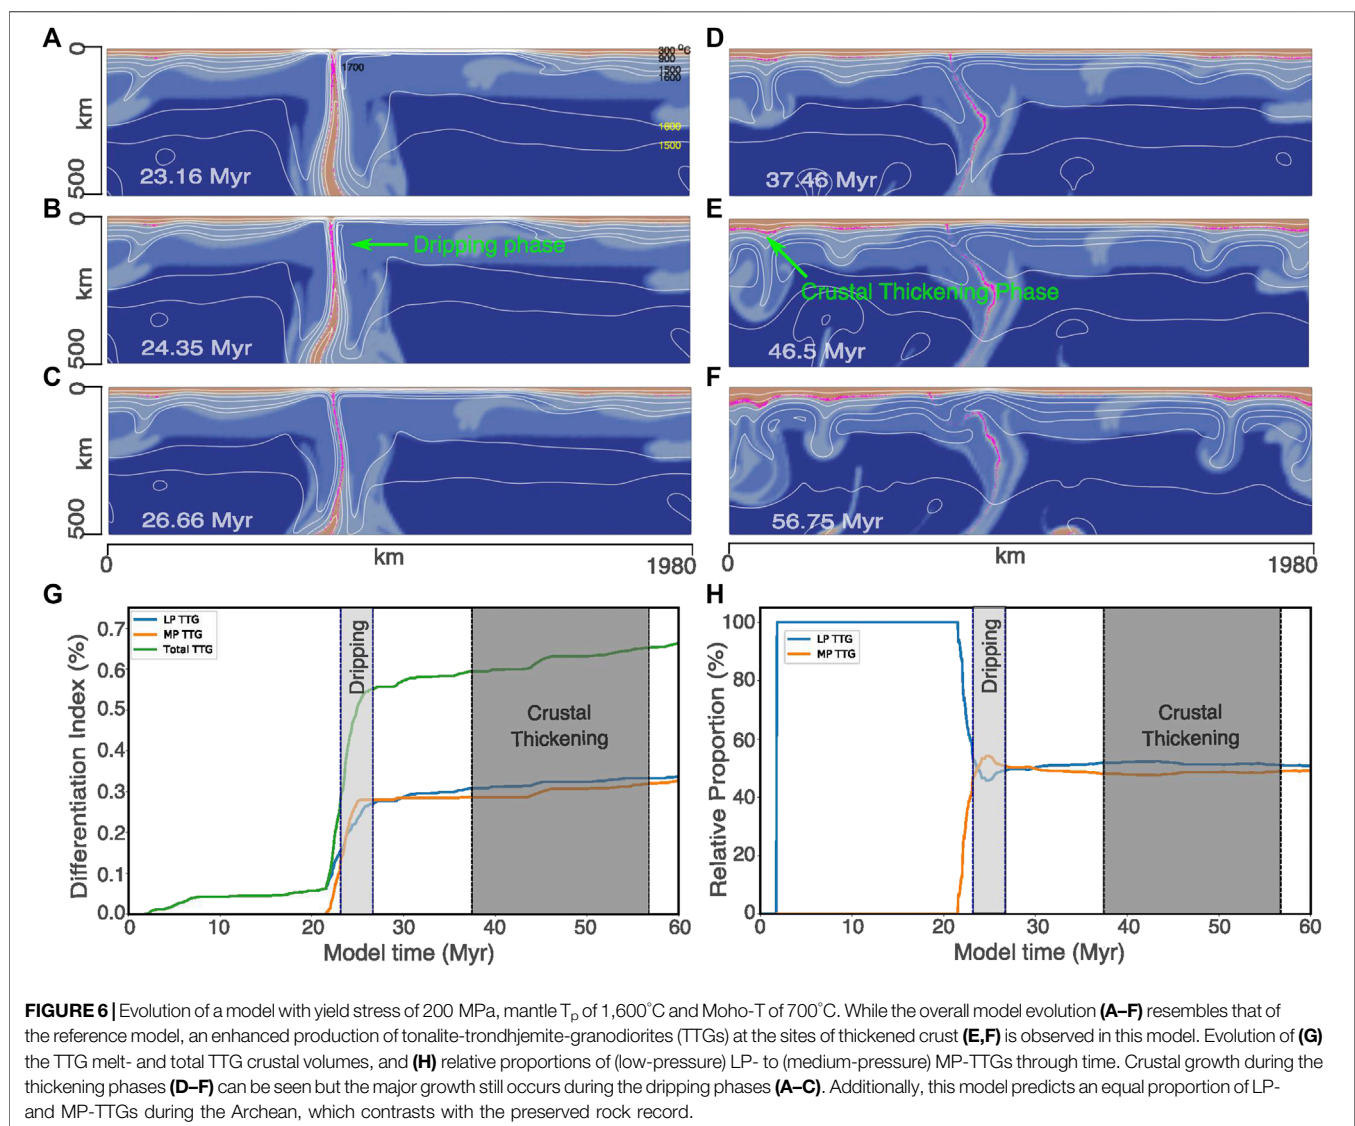 A
0
km
500
300 °C
900
1500
1600
1700
1600
1500
23.16 Myr
B
0
km
500
Dripping phase
24.35 Myr
C
0
km
500
26.66 Myr
0
km
1980
D
37.46 Myr
E
Crustal Thickening Phase
46.5 Myr
F
56.75 Myr
0
km
1980
G
LP TTG
MP TTG
Total TTG
Dripping
Crustal
Thickening
Differentiation Index (%)
0.7
0.6
0.5
0.4
0.3
0.2
0.1
0.0
0 10 20 30 40 50 60
Model time (Myr)
H
LP TTG
MP TTG
Dripping
Crustal
Thickening
Relative Proportion (%)
100
80
60
40
20
0
0 10 20 30 40 50 60
Model time (Myr)
FIGURE 6 | Evolution of a model with yield stress of 200 MPa, mantle Tp of 1,600°C and Moho-T of 700°C. While the overall model evolution (A–F) resembles that of
the reference model, an enhanced production of tonalite-trondhjemite-granodiorites (TTGs) at the sites of thickened crust (E,F) is observed in this model. Evolution of (G)
the TTG melt- and total TTG crustal volumes, and (H) relative proportions of (low-pressure) LP- to (medium-pressure) MP-TTGs through time. Crustal growth during the
thickening phases (D–F) can be seen but the major growth still occurs during the dripping phases (A–C). Additionally, this model predicts an equal proportion of LP-
and MP-TTGs during the Archean, which contrasts with the preserved rock record.